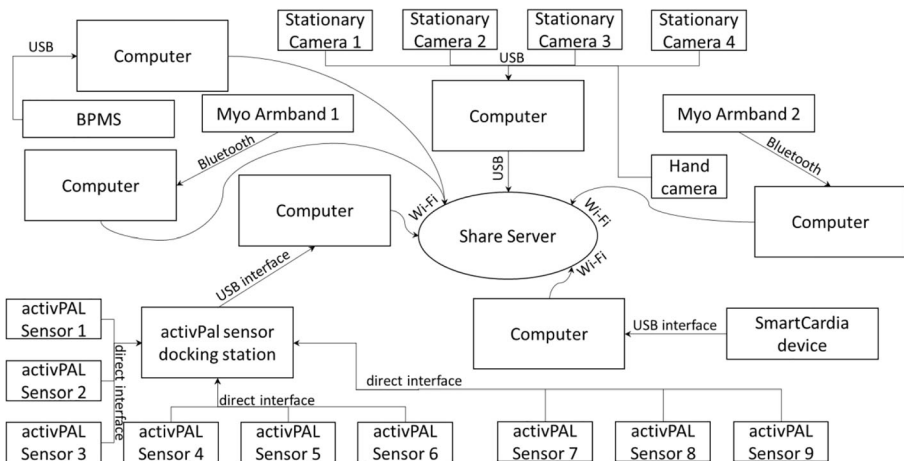 Stationary
Camera 1
Stationary
Camera 2
Stationary
Camera 3
Stationary
Camera 4
USB
Computer
USB
BPMS
Myo Armband 1
Computer
Myo Armband 2
Bluetooth
Bluetooth
USB
Computer
Hand
camera
Computer
Wi-Fi
Share Server
Wi-Fi
Computer
Wi-Fi
USB interface
activPAL
Sensor 1
activPal sensor
docking station
Computer
USB interface
SmartCardia
device
direct interface
activPAL
Sensor 2
direct interface
direct interface
activPAL
Sensor 3
activPAL
Sensor 4
activPAL
Sensor 5
activPAL
Sensor 6
activPAL
Sensor 7
activPAL
Sensor 8
activPAL
Sensor 9